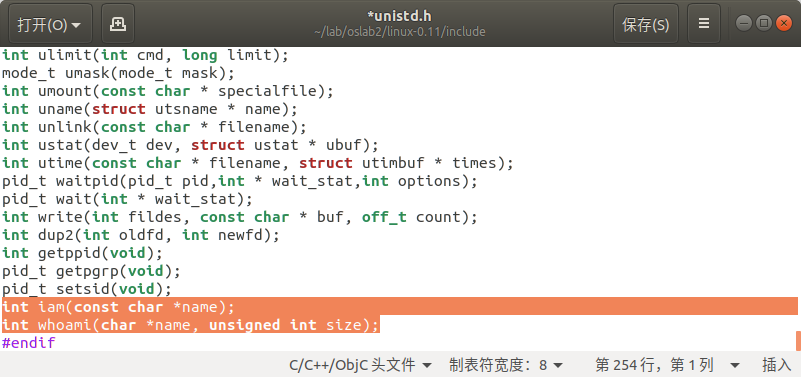 打开(O)
*unistd.h
~/lab/oslab2/linux-0.11/include
保存(S)
int ulimit(int cmd, long limit);
mode_t umask(mode_t mask);
int umount(const char * specialfile);
int uname(struct utsname * name);
int unlink(const char * filename);
int ustat(dev_t dev, struct ustat * ubuf);
int utime(const char * filename, struct utimbuf * times);
pid_t waitpid(pid_t pid,int * wait_stat,int options);
pid_t wait(int * wait_stat);
int write(int fildes, const char * buf, off_t count);
int dup2(int oldfd, int newfd);
int getppid(void);
pid_t getpgrp(void);
pid_t setsid(void);
int iam(const char *name);
int whoami(char *name, unsigned int size);
#endif
C/C++/ObjC 头文件 制表符宽度：8 第 254 行，第 1 列 插入